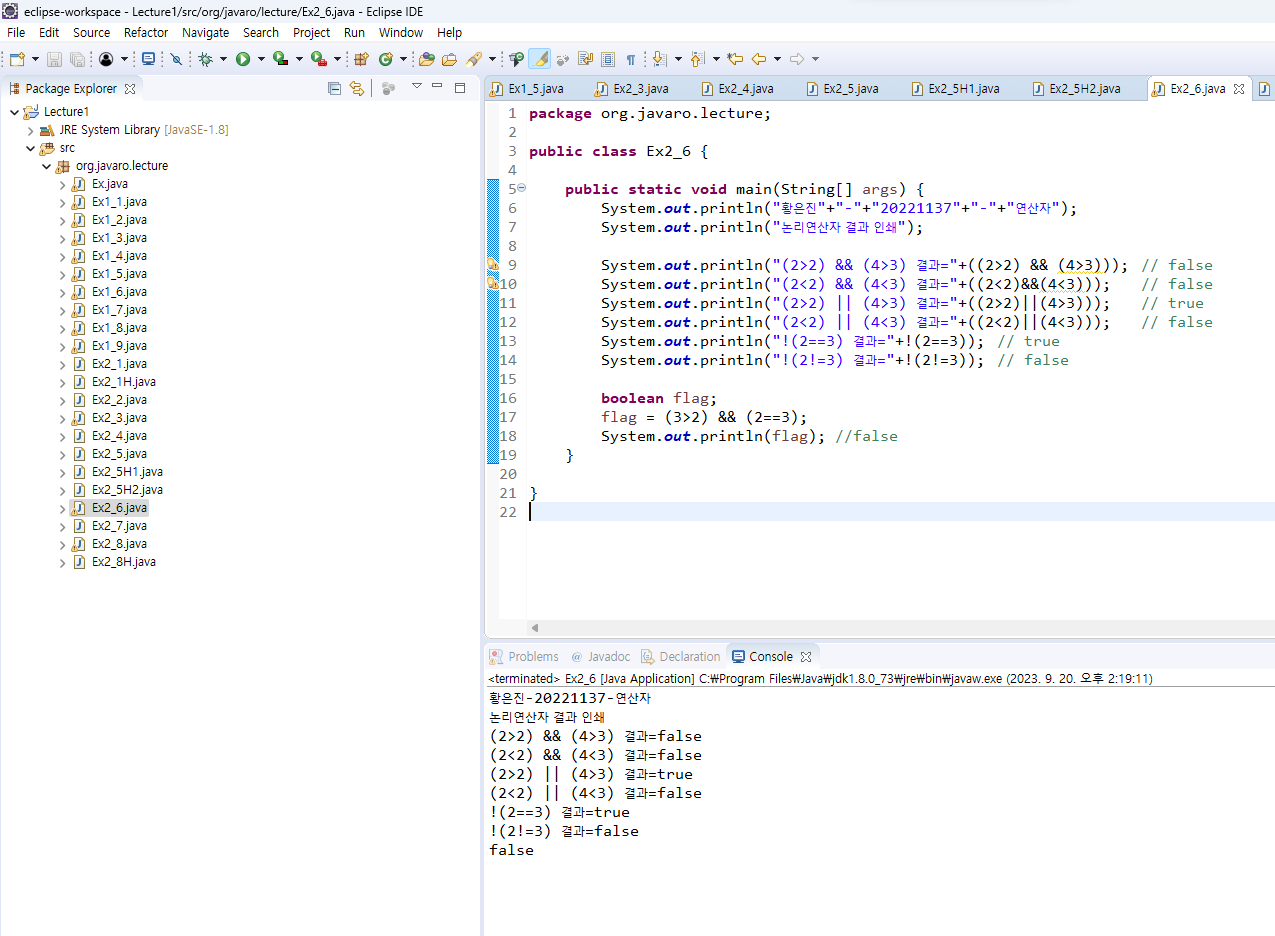 eclipse-workspace - Lecture1/src/org/javaro/lecture/Ex2_6.java - Eclipse IDE
File Edit Source Refactor Navigate Search Project Run Window Help
Package Explorer
Lecture1
JRE System Library [JavaSE-1.8]
src
org.javaro.lecture
Ex.java
Ex1_1.java
Ex1_2.java
Ex1_3.java
Ex1_4.java
Ex1_5.java
Ex1_6.java
Ex1_7.java
Ex1_8.java
Ex1_9.java
Ex2_1.java
Ex2_1H.java
Ex2_2.java
Ex2_3.java
Ex2_4.java
Ex2_5.java
Ex2_5H1.java
Ex2_5H2.java
Ex2_6.java
Ex2_7.java
Ex2_8.java
Ex2_8H.java
Ex1_5.java Ex2_3.java Ex2_4.java Ex2_5.java Ex2_5H1.java Ex2_5H2.java Ex2_6.java
1 package org.javaro.lecture;
2
3 public class Ex2_6 {
4
5 public static void main(String[] args) {
6 System.out.println("황은진"+"-"+"20221137"+"-"+"연산자");
7 System.out.println("논리연산자 결과 인쇄");
8
9 System.out.println("(2>2) && (4>3) 결과="+((2>2) && (4>3))); // false
10 System.out.println("(2<2) && (4<3) 결과="+((2<2)&&(4<3))); // false
11 System.out.println("(2>2) || (4>3) 결과="+((2>2)||(4>3))); // true
12 System.out.println("(2<2) || (4<3) 결과="+((2<2)||(4<3))); // false
13 System.out.println("!(2==3) 결과="+!(2==3)); // true
14 System.out.println("!(2!=3) 결과="+!(2!=3)); // false
15
16 boolean flag;
17 flag = (3>2) && (2==3);
18 System.out.println(flag); //false
19 }
20
21 }
22
Problems @ Javadoc Declaration Console
<terminated> Ex2_6 [Java Application] C:₩Program Files₩Java₩jdk1.8.0_73₩jre₩bin₩javaw.exe (2023. 9. 20. 오후 2:19:11)
황은진-20221137-연산자
논리연산자 결과 인쇄
(2>2) && (4>3) 결과=false
(2<2) && (4<3) 결과=false
(2>2) || (4>3) 결과=true
(2<2) || (4<3) 결과=false
!(2==3) 결과=true
!(2!=3) 결과=false
false